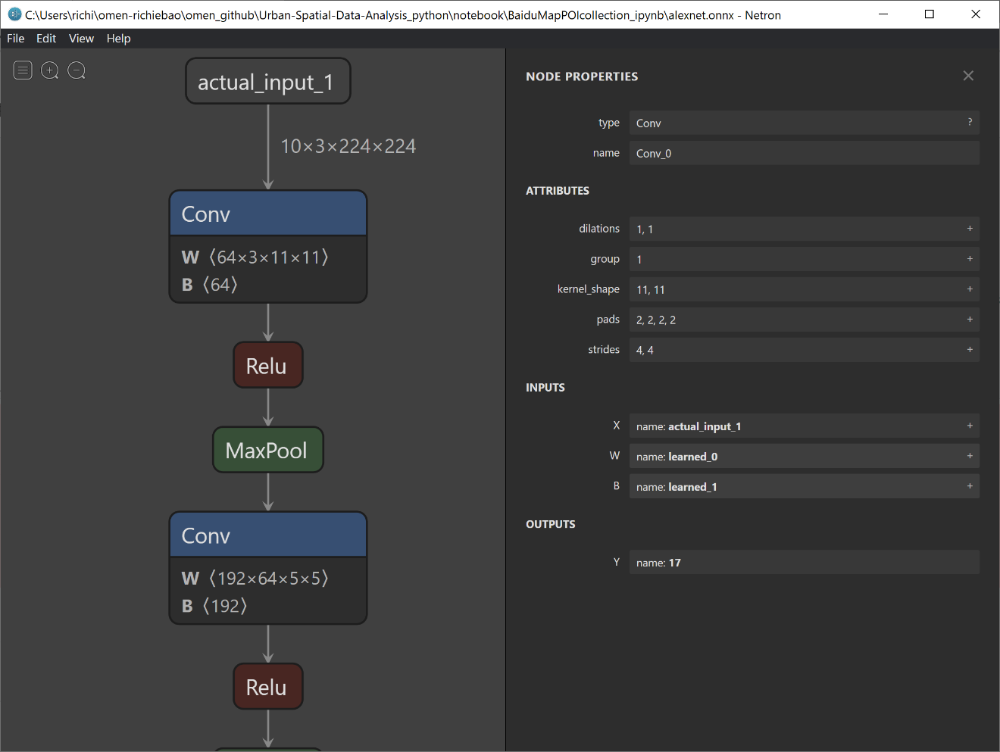 C:\Users\richi\omen-richiebao\omen_github\Urban-Spatial-Data-Analysis_python\notebook\BaiduMapPOIcollection_ipynb\alexnet.onnx - Netron
File Edit View Help
actual_input_1
10×3×224×224
Conv
W ⟨64×3×11×11⟩
B ⟨64⟩
Relu
MaxPool
Conv
W ⟨192×64×5×5⟩
B ⟨192⟩
Relu
NODE PROPERTIES
type Conv ?
name Conv_0
ATTRIBUTES
dilations 1, 1 +
group 1 +
kernel_shape 11, 11 +
pads 2, 2, 2, 2 +
strides 4, 4 +
INPUTS
X name: actual_input_1 +
W name: learned_0 +
B name: learned_1 +
OUTPUTS
Y name: 17